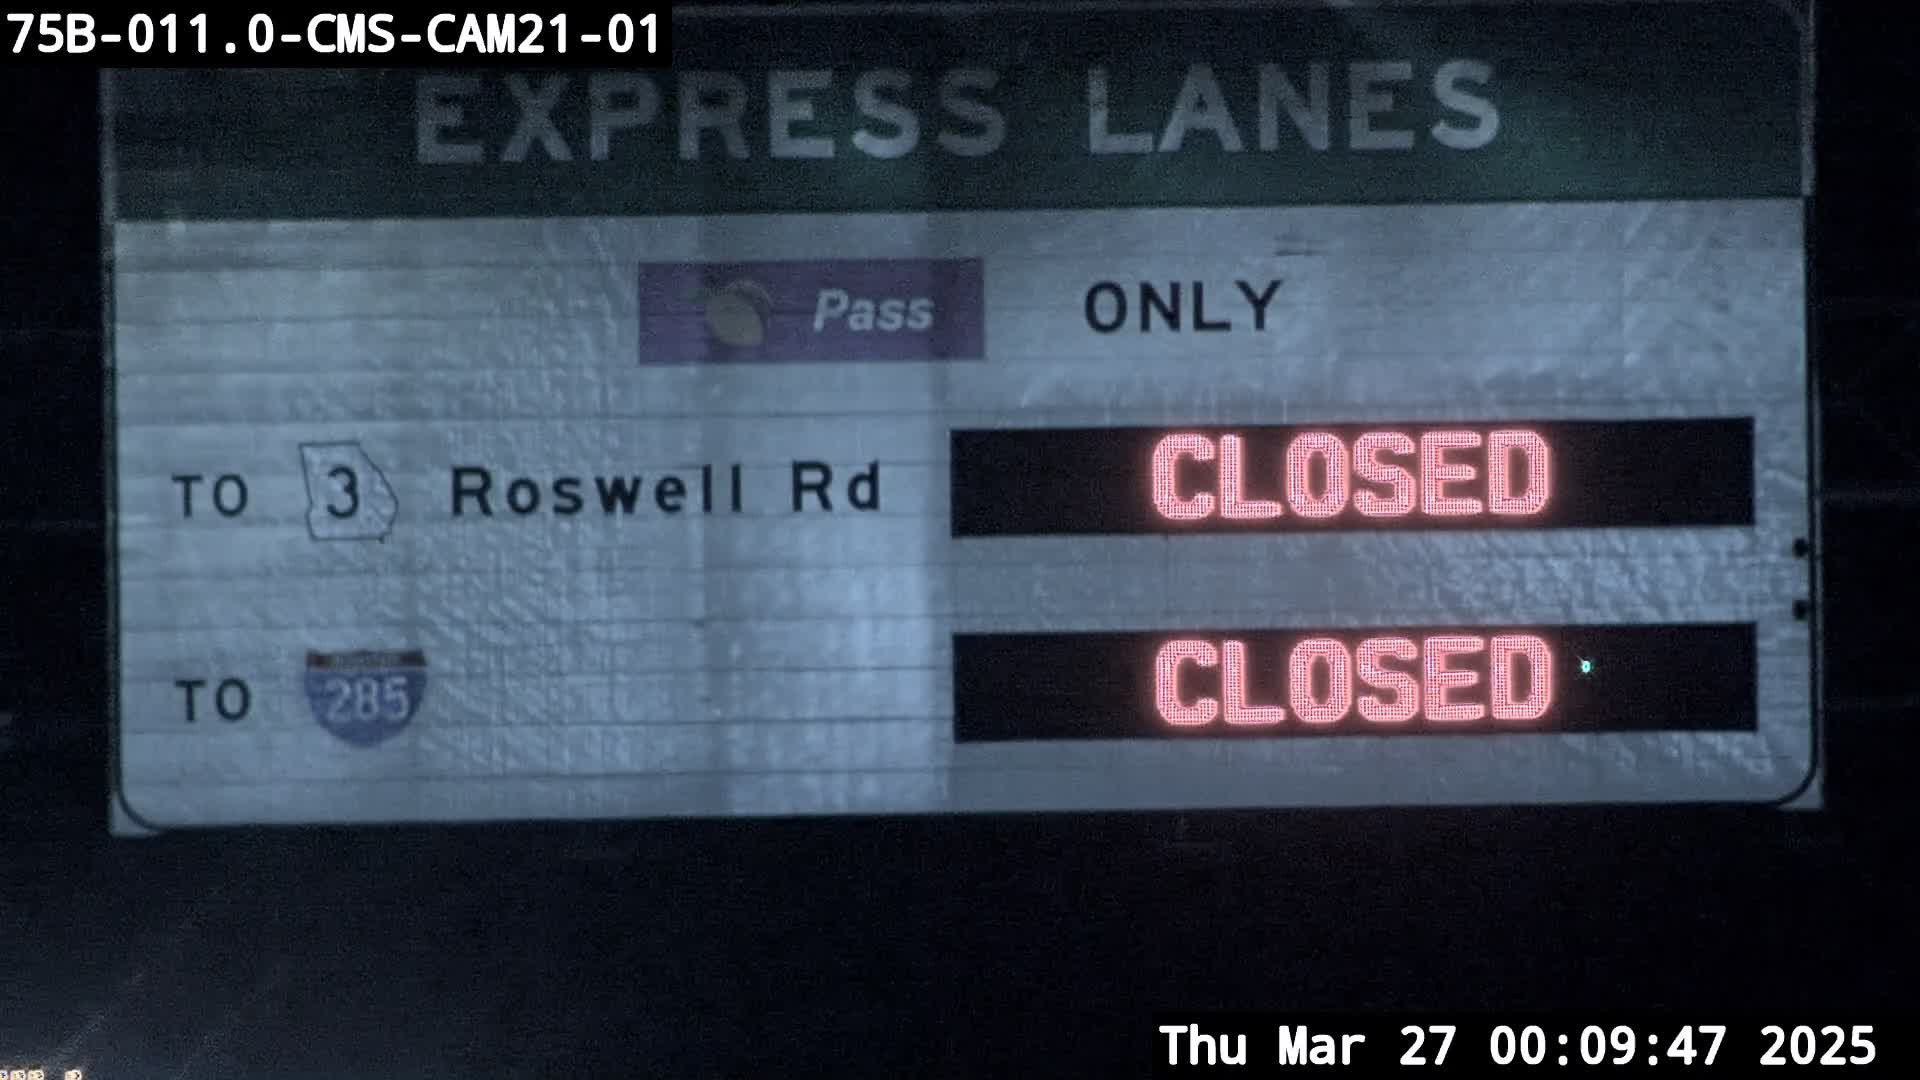 75B-011.0-CMS-CAM21-01
EXPRESS LANES
Pass ONLY
TO 3 Roswell Rd CLOSED
TO 285 CLOSED
Thu Mar 27 00:09:47 2025